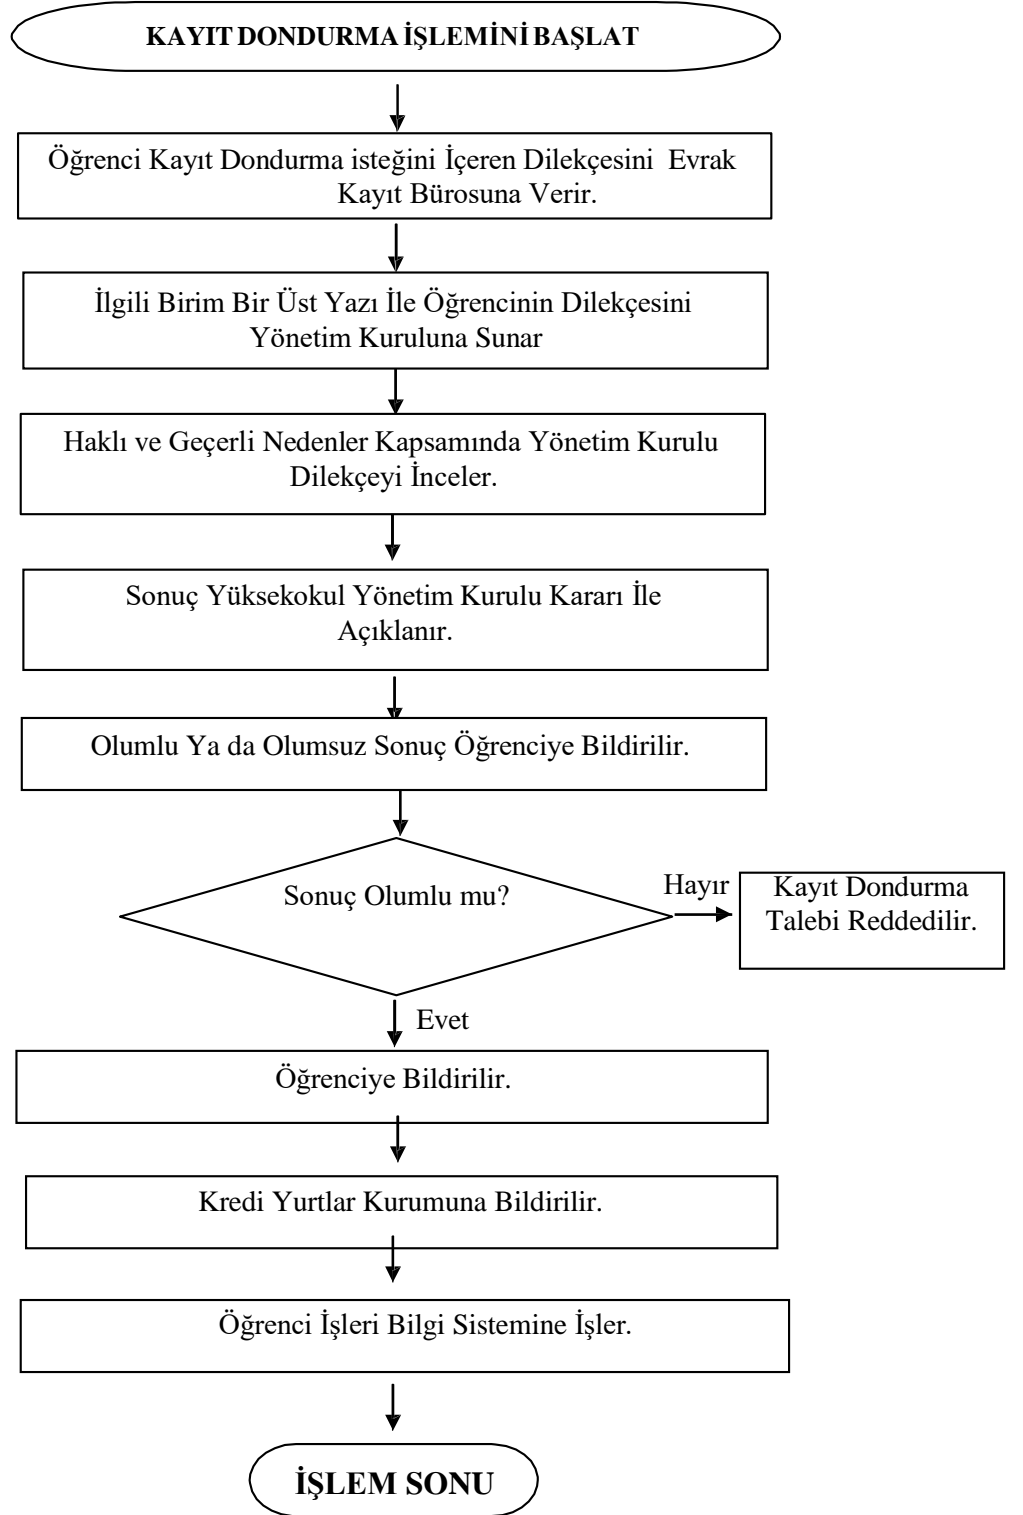 KAYIT DONDURMA İŞLEMİNİ BAŞLAT
Öğrenci Kayıt Dondurma isteğini İçeren Dilekçesini Evrak
Kayıt Bürosuna Verir.
İlgili Birim Bir Üst Yazı İle Öğrencinin Dilekçesini
Yönetim Kuruluna Sunar
Haklı ve Geçerli Nedenler Kapsamında Yönetim Kurulu
Dilekçeyi İnceler.
Sonuç Yüksekokul Yönetim Kurulu Kararı İle
Açıklanır.
Olumlu Ya da Olumsuz Sonuç Öğrenciye Bildirilir.
Sonuç Olumlu mu?
Hayır
Kayıt Dondurma
Talebi Reddedilir.
Evet
Öğrenciye Bildirilir.
Kredi Yurtlar Kurumuna Bildirilir.
Öğrenci İşleri Bilgi Sistemine İşler.
İŞLEM SONU